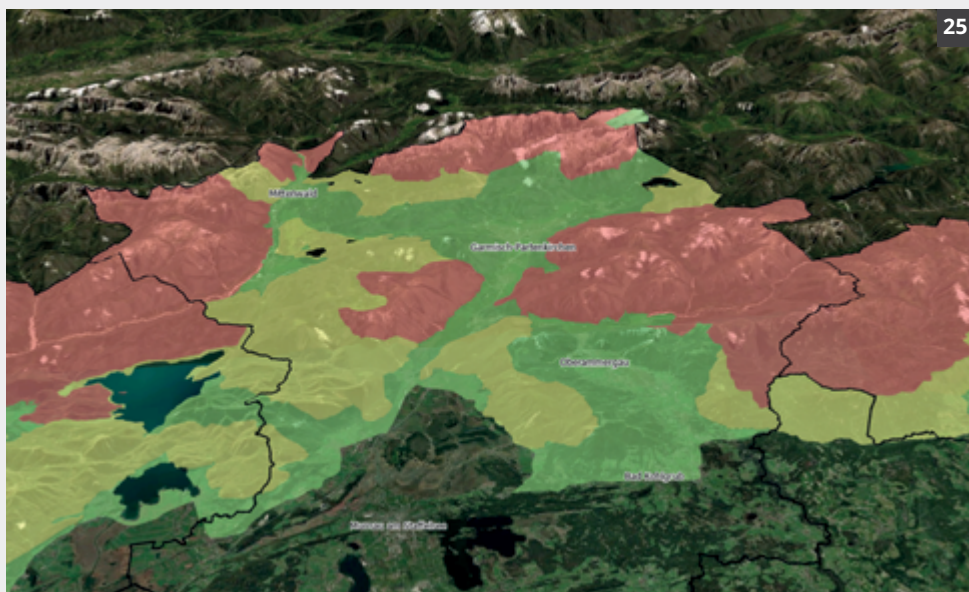 25
Mittenwald
Garmisch-Partenkirchen
Oberammergau
Bad Kohlgrub
Murnau am Staffelsee